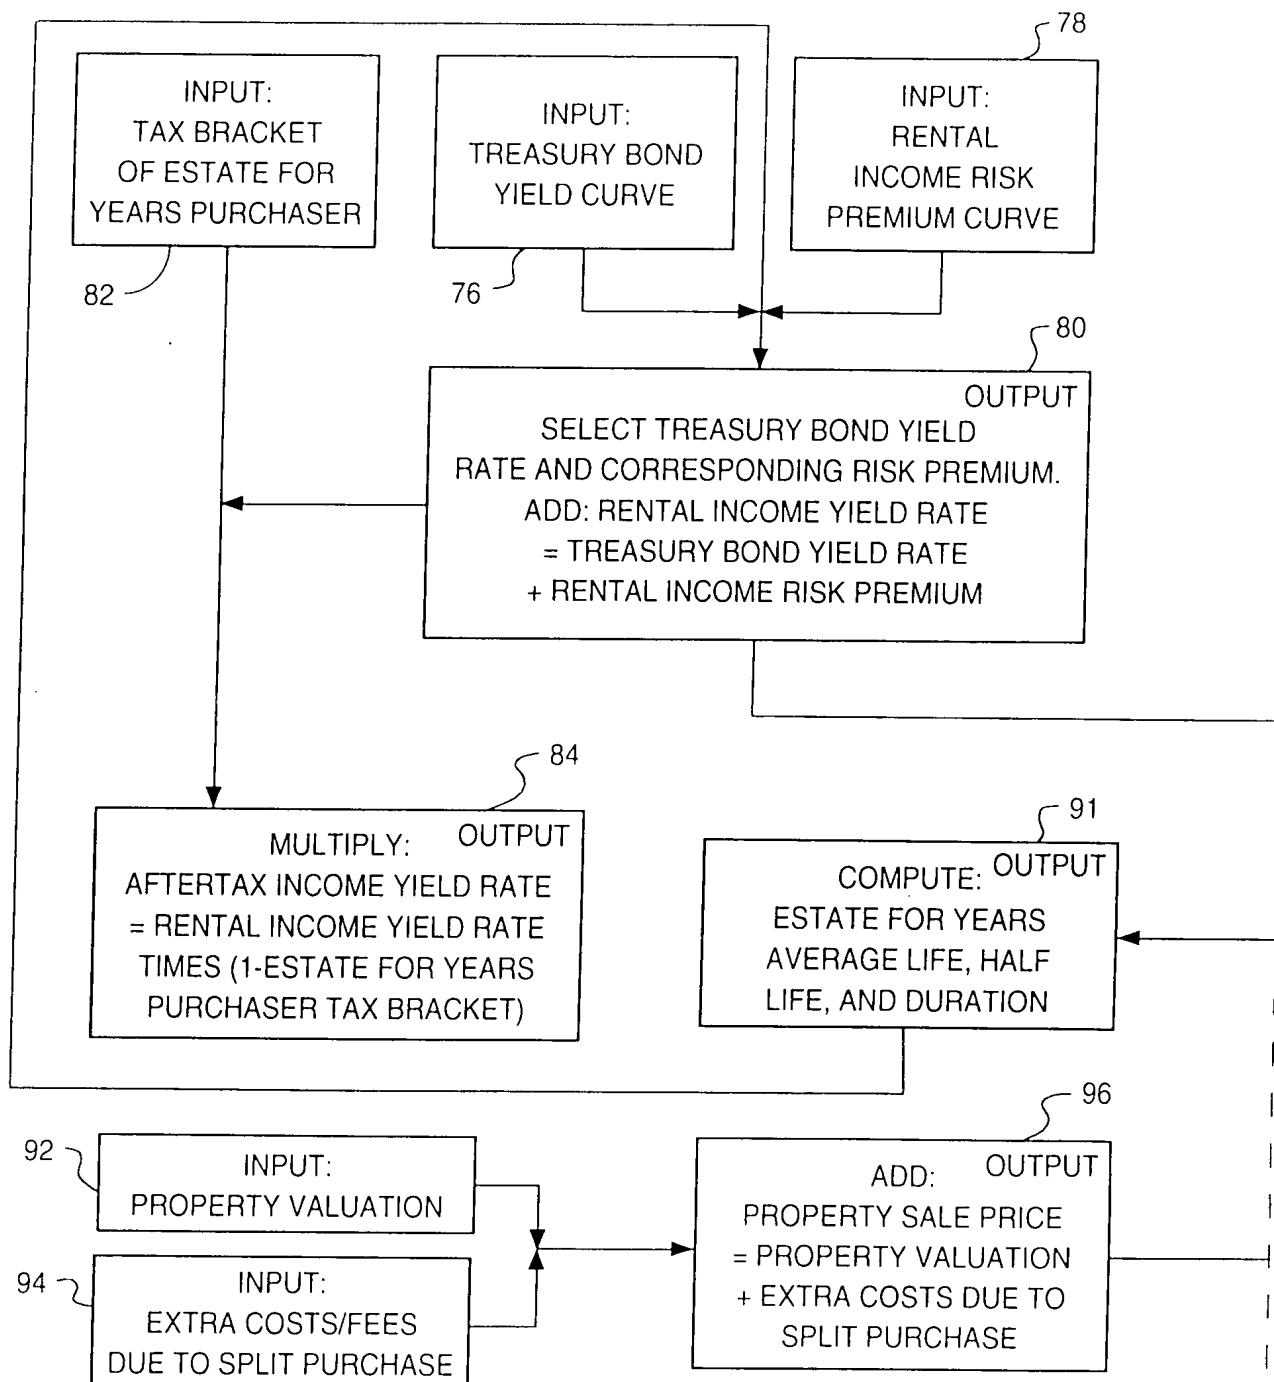 78
INPUT:
TAX BRACKET
OF ESTATE FOR
YEARS PURCHASER
82
INPUT:
TREASURY BOND
YIELD CURVE
76
INPUT:
RENTAL
INCOME RISK
PREMIUM CURVE
80
OUTPUT
SELECT TREASURY BOND YIELD
RATE AND CORRESPONDING RISK PREMIUM.
ADD: RENTAL INCOME YIELD RATE
= TREASURY BOND YIELD RATE
+ RENTAL INCOME RISK PREMIUM
84
OUTPUT
MULTIPLY:
AFTERTAX INCOME YIELD RATE
= RENTAL INCOME YIELD RATE
TIMES (1-ESTATE FOR YEARS
PURCHASER TAX BRACKET)
91
OUTPUT
COMPUTE:
ESTATE FOR YEARS
AVERAGE LIFE, HALF
LIFE, AND DURATION
92
INPUT:
PROPERTY VALUATION
94
INPUT:
EXTRA COSTS/FEES
DUE TO SPLIT PURCHASE
96
OUTPUT
ADD:
PROPERTY SALE PRICE
= PROPERTY VALUATION
+ EXTRA COSTS DUE TO
SPLIT PURCHASE